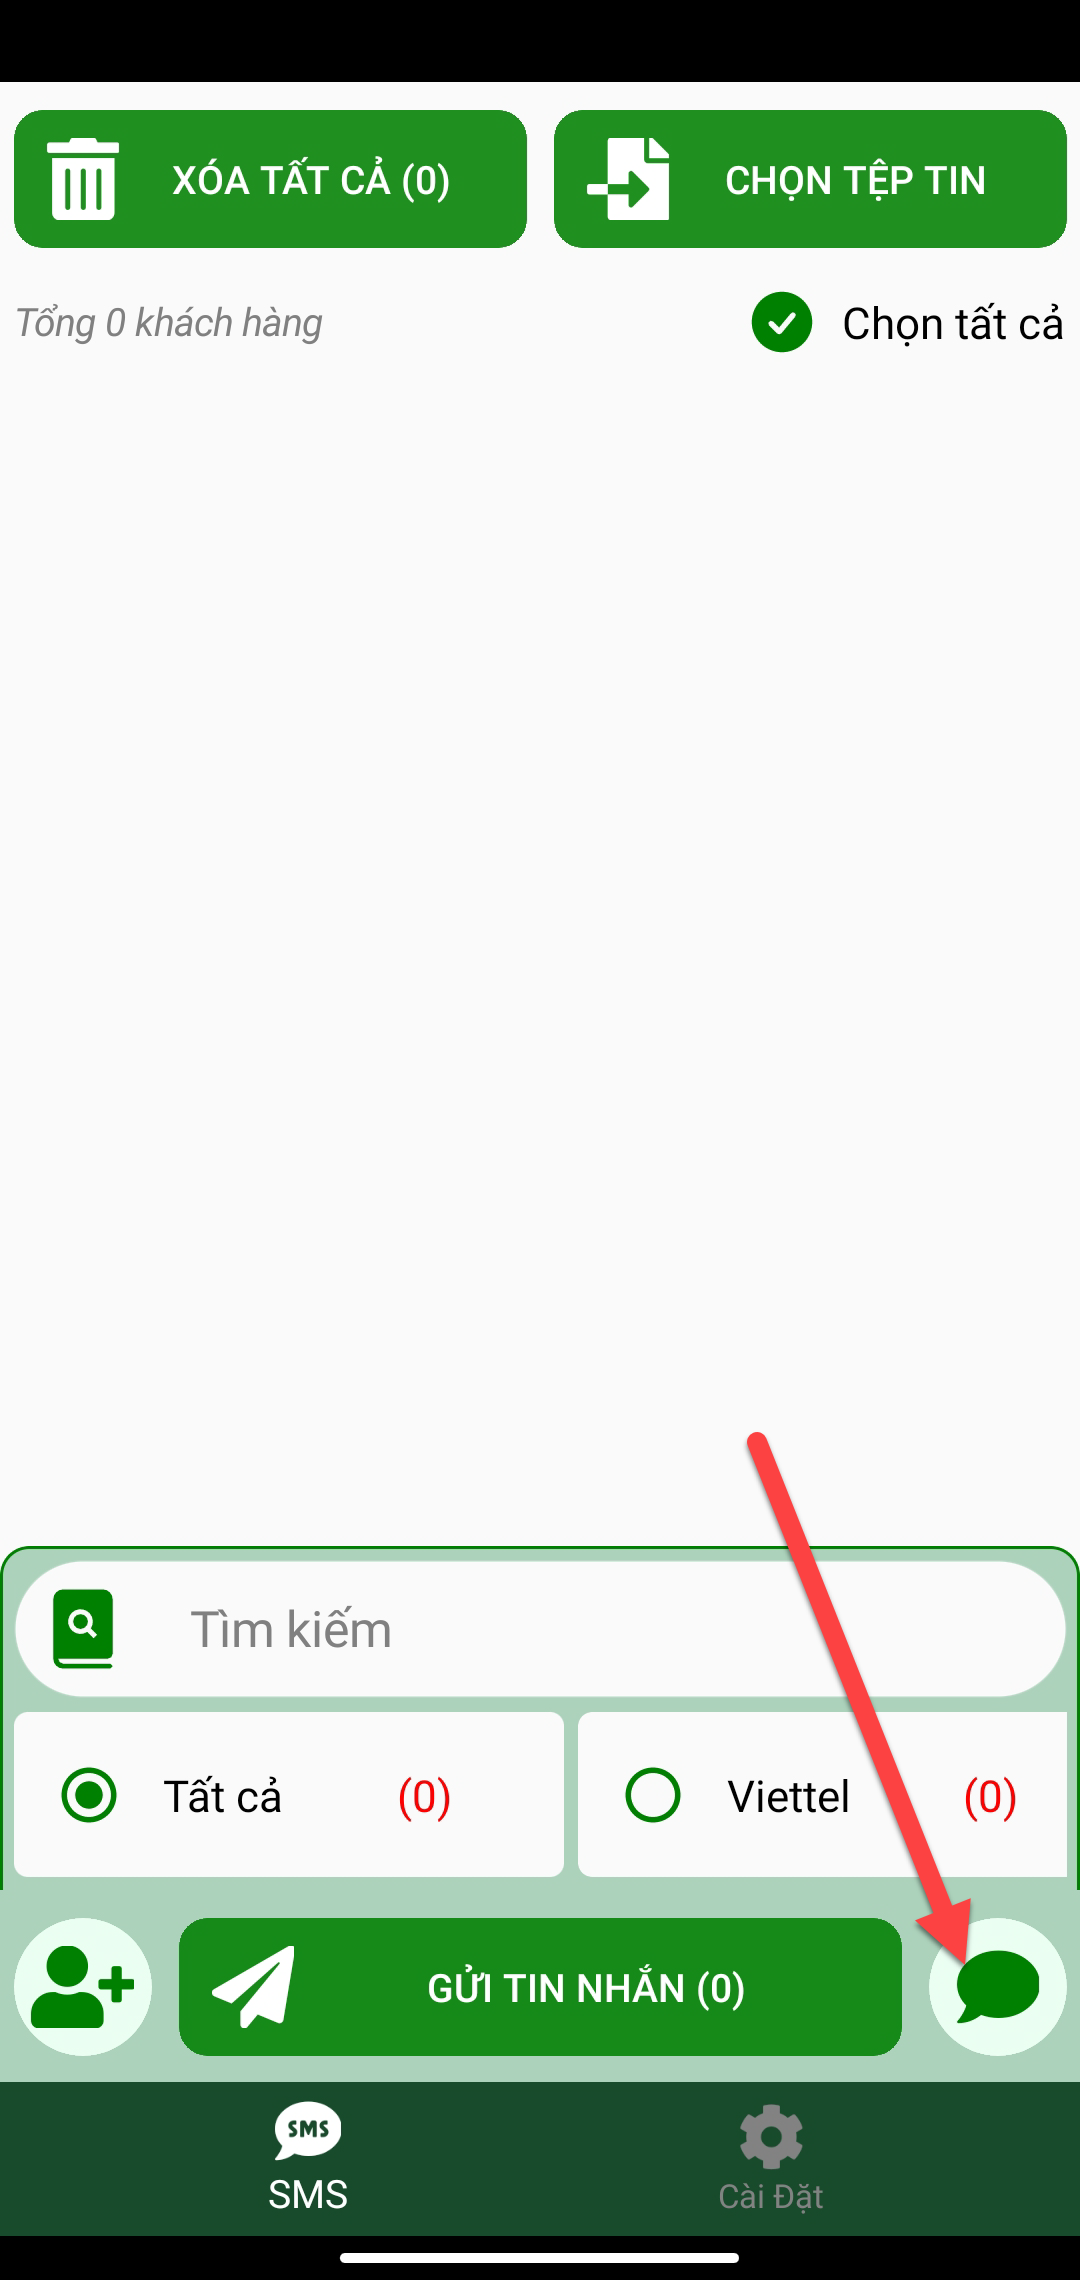 XÓA TẤT CẢ (0)
CHỌN TỆP TIN
Tổng 0 khách hàng
Chọn tất cả
Tìm kiếm
Tất cả (0)
Viettel (0)
GỬI TIN NHẮN (0)
SMS
SMS
Cài Đặt